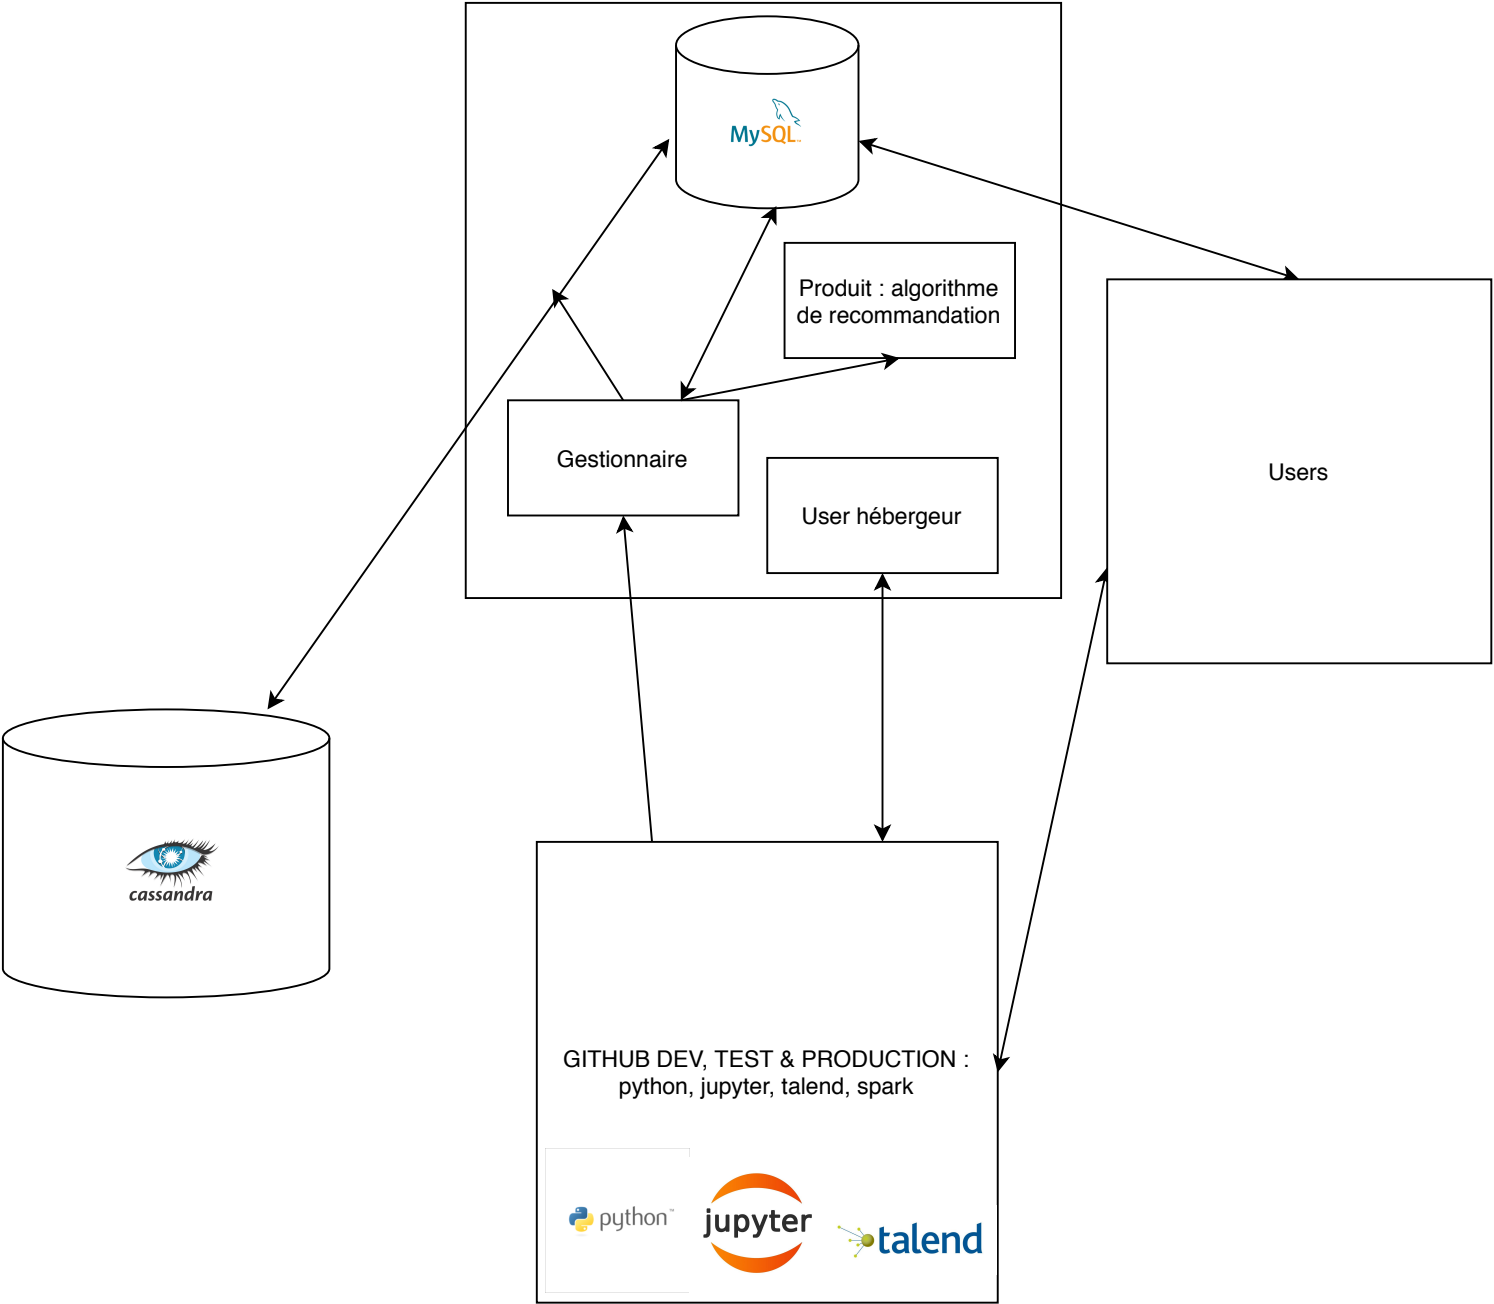 MySQL
Produit : algorithme
de recommandation
Gestionnaire
Users
User hébergeur
cassandra
GITHUB DEV, TEST & PRODUCTION :
python, jupyter, talend, spark
python™
jupyter
talend